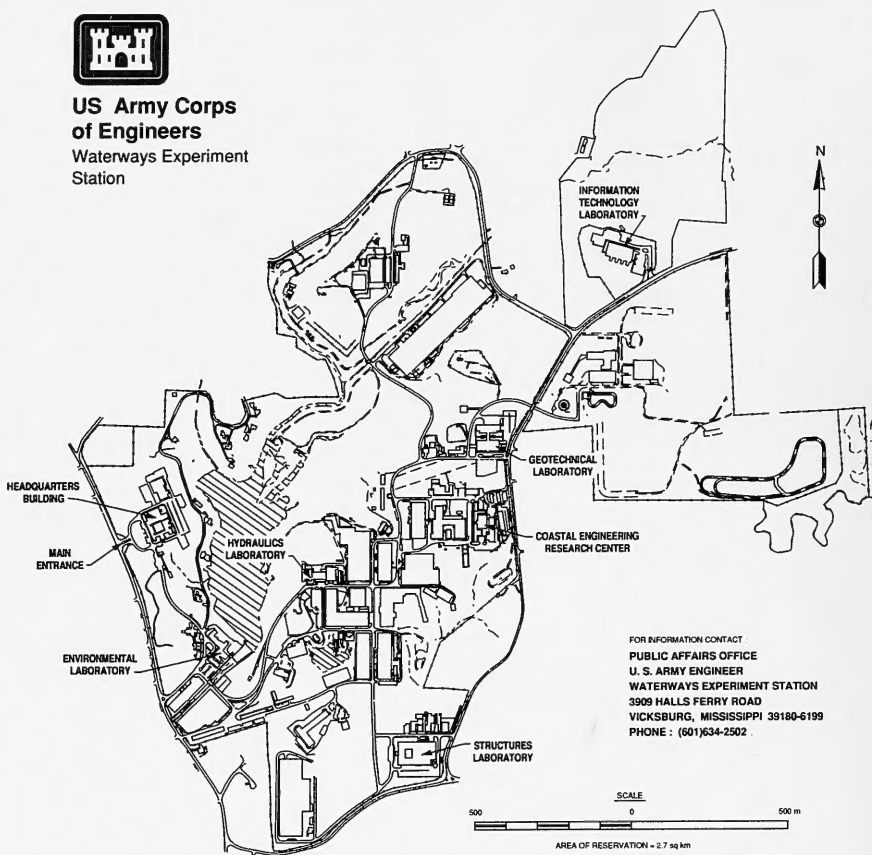 US Army Corps
of Engineers
Waterways Experiment
Station
N
INFORMATION
TECHNOLOGY
LABORATORY
GEOTECHNICAL
LABORATORY
HEADQUARTERS
BUILDING
MAIN
ENTRANCE
HYDRAULICS
LABORATORY
COASTAL ENGINEERING
RESEARCH CENTER
ENVIRONMENTAL
LABORATORY
STRUCTURES
LABORATORY
FOR INFORMATION CONTACT :
PUBLIC AFFAIRS OFFICE
U. S. ARMY ENGINEER
WATERWAYS EXPERIMENT STATION
3909 HALLS FERRY ROAD
VICKSBURG, MISSISSIPPI 39180-6199
PHONE : (601)634-2502
SCALE
500 0 500 m
AREA OF RESERVATION = 2.7 sq km